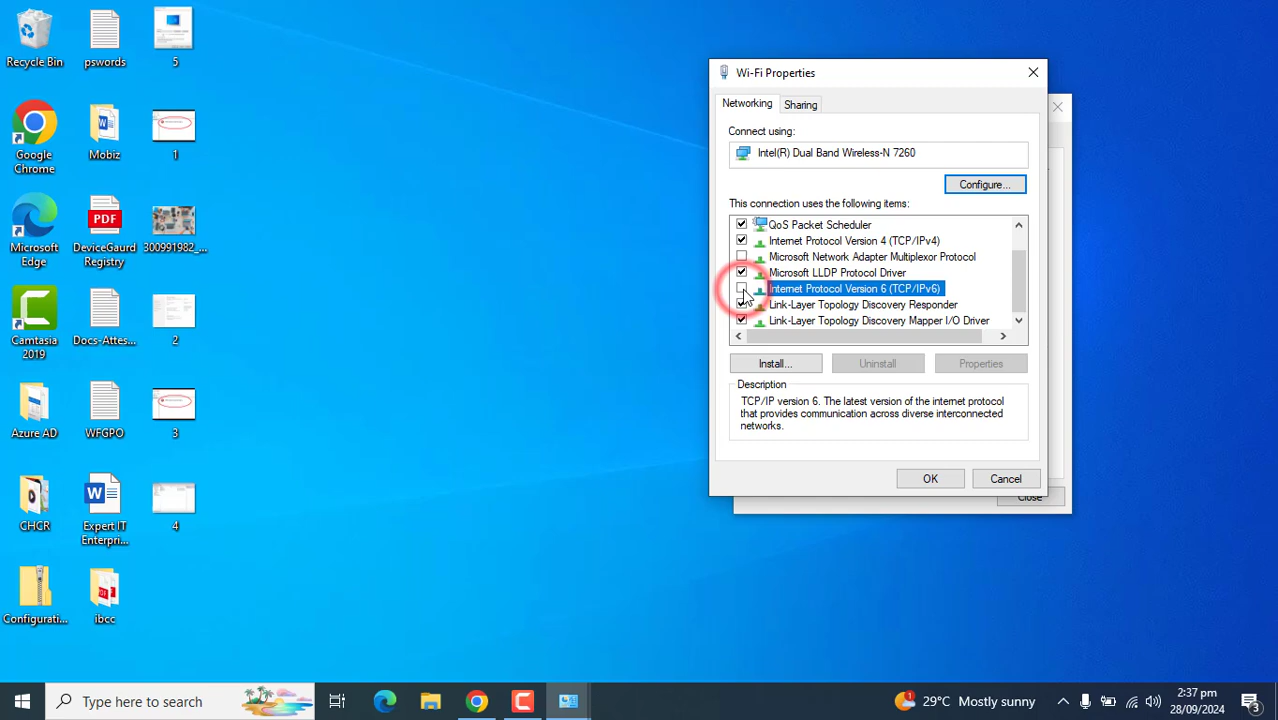 Recycle Bin
pswords
5
Google
Chrome
Mobiz
1
Microsoft
Edge
PDF
DeviceGaurd
Registry
300991982_...
Camtasia
2019
Docs-Attes...
2
Azure AD
WFGPO
3
CHCR
Expert IT
Enterpri...
4
Configurati...
ibcc
Wi-Fi Properties
Networking
Sharing
Connect using:
Intel(R) Dual Band Wireless-N 7260
Configure...
This connection uses the following items:
QoS Packet Scheduler
Internet Protocol Version 4 (TCP/IPv4)
Microsoft Network Adapter Multiplexor Protocol
Microsoft LLDP Protocol Driver
Internet Protocol Version 6 (TCP/IPv6)
Link-Layer Topology Discovery Responder
Link-Layer Topology Discovery Mapper I/O Driver
Install...
Uninstall
Properties
Description
TCP/IP version 6. The latest version of the internet protocol
that provides communication across diverse interconnected
networks.
OK
Cancel
Close
Type here to search
1
29°C Mostly sunny
2:37 pm
28/09/2024
3